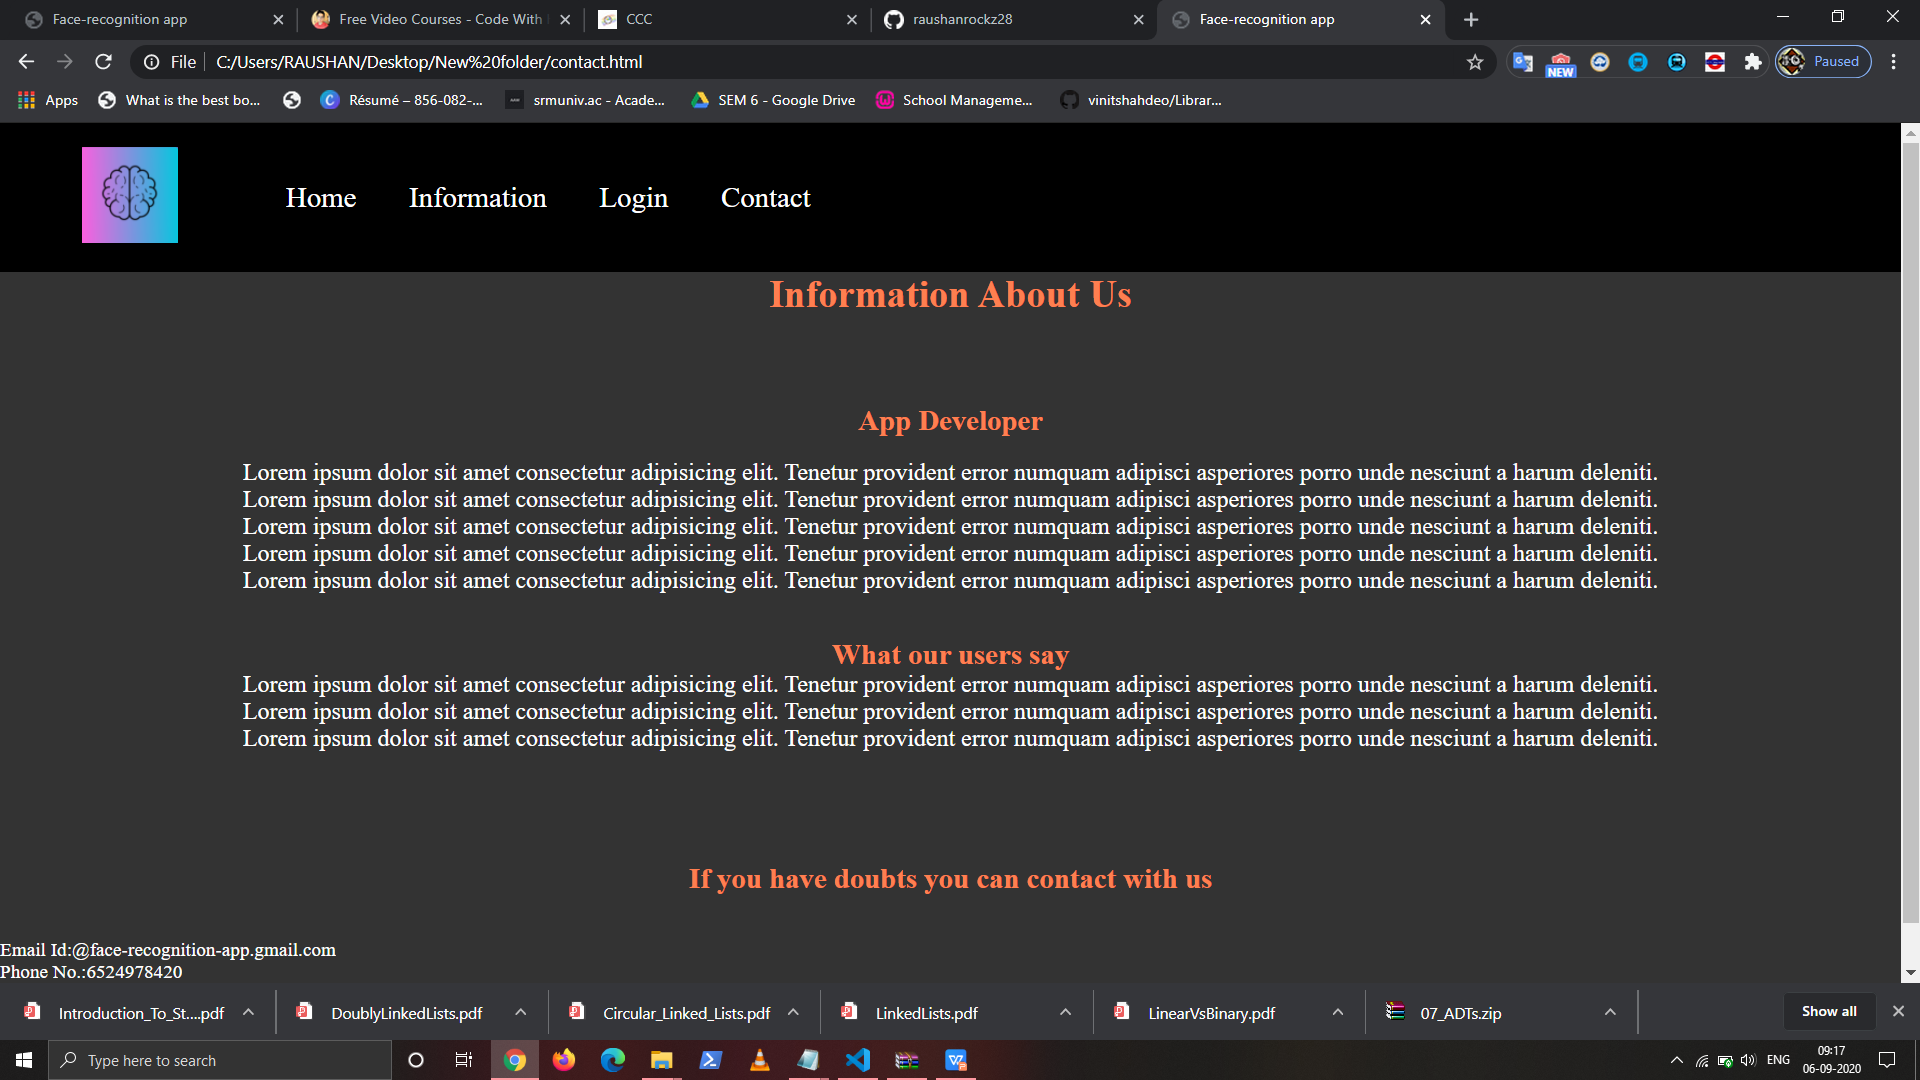 Face-recognition app
Free Video Courses - Code With
CCC
raushanrockz28
Face-recognition app
File
C:/Users/RAUSHAN/Desktop/New%20folder/contact.html
NEW
Paused
Apps
What is the best bo...
C
Résumé – 856-082-...
srmuniv.ac - Acade...
SEM 6 - Google Drive
School Manageme...
vinitshahdeo/Librar...
Home
Information
Login
Contact
Information About Us
App Developer
Lorem ipsum dolor sit amet consectetur adipisicing elit. Tenetur provident error numquam adipisci asperiores porro unde nesciunt a harum deleniti.
Lorem ipsum dolor sit amet consectetur adipisicing elit. Tenetur provident error numquam adipisci asperiores porro unde nesciunt a harum deleniti.
Lorem ipsum dolor sit amet consectetur adipisicing elit. Tenetur provident error numquam adipisci asperiores porro unde nesciunt a harum deleniti.
Lorem ipsum dolor sit amet consectetur adipisicing elit. Tenetur provident error numquam adipisci asperiores porro unde nesciunt a harum deleniti.
Lorem ipsum dolor sit amet consectetur adipisicing elit. Tenetur provident error numquam adipisci asperiores porro unde nesciunt a harum deleniti.
What our users say
Lorem ipsum dolor sit amet consectetur adipisicing elit. Tenetur provident error numquam adipisci asperiores porro unde nesciunt a harum deleniti.
Lorem ipsum dolor sit amet consectetur adipisicing elit. Tenetur provident error numquam adipisci asperiores porro unde nesciunt a harum deleniti.
Lorem ipsum dolor sit amet consectetur adipisicing elit. Tenetur provident error numquam adipisci asperiores porro unde nesciunt a harum deleniti.
If you have doubts you can contact with us
Email Id:@face-recognition-app.gmail.com
Phone No.:6524978420
Introduction_To_St....pdf
DoublyLinkedLists.pdf
Circular_Linked_Lists.pdf
LinkedLists.pdf
LinearVsBinary.pdf
07_ADTs.zip
Show all
Type here to search
ENG
09:17
06-09-2020